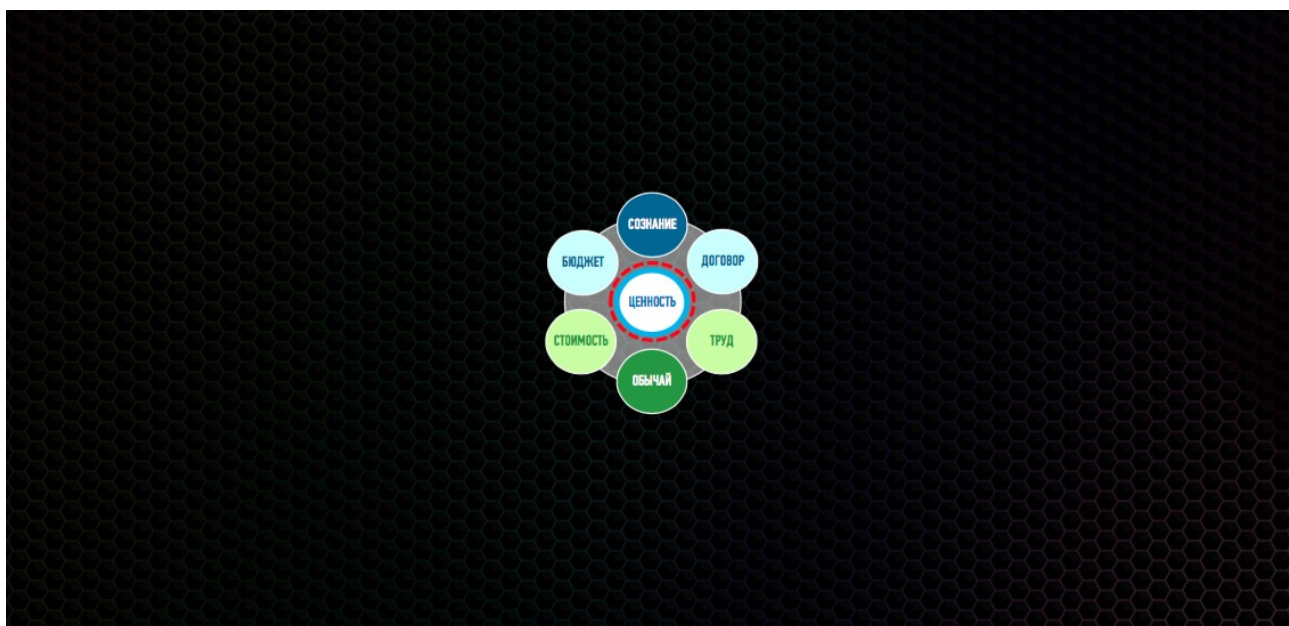 СОЗНАНИЕ
БЮДЖЕТ
ДОГОВОР
ЦЕННОСТЬ
СТОИМОСТЬ
ТРУД
ОБЫЧАЙ